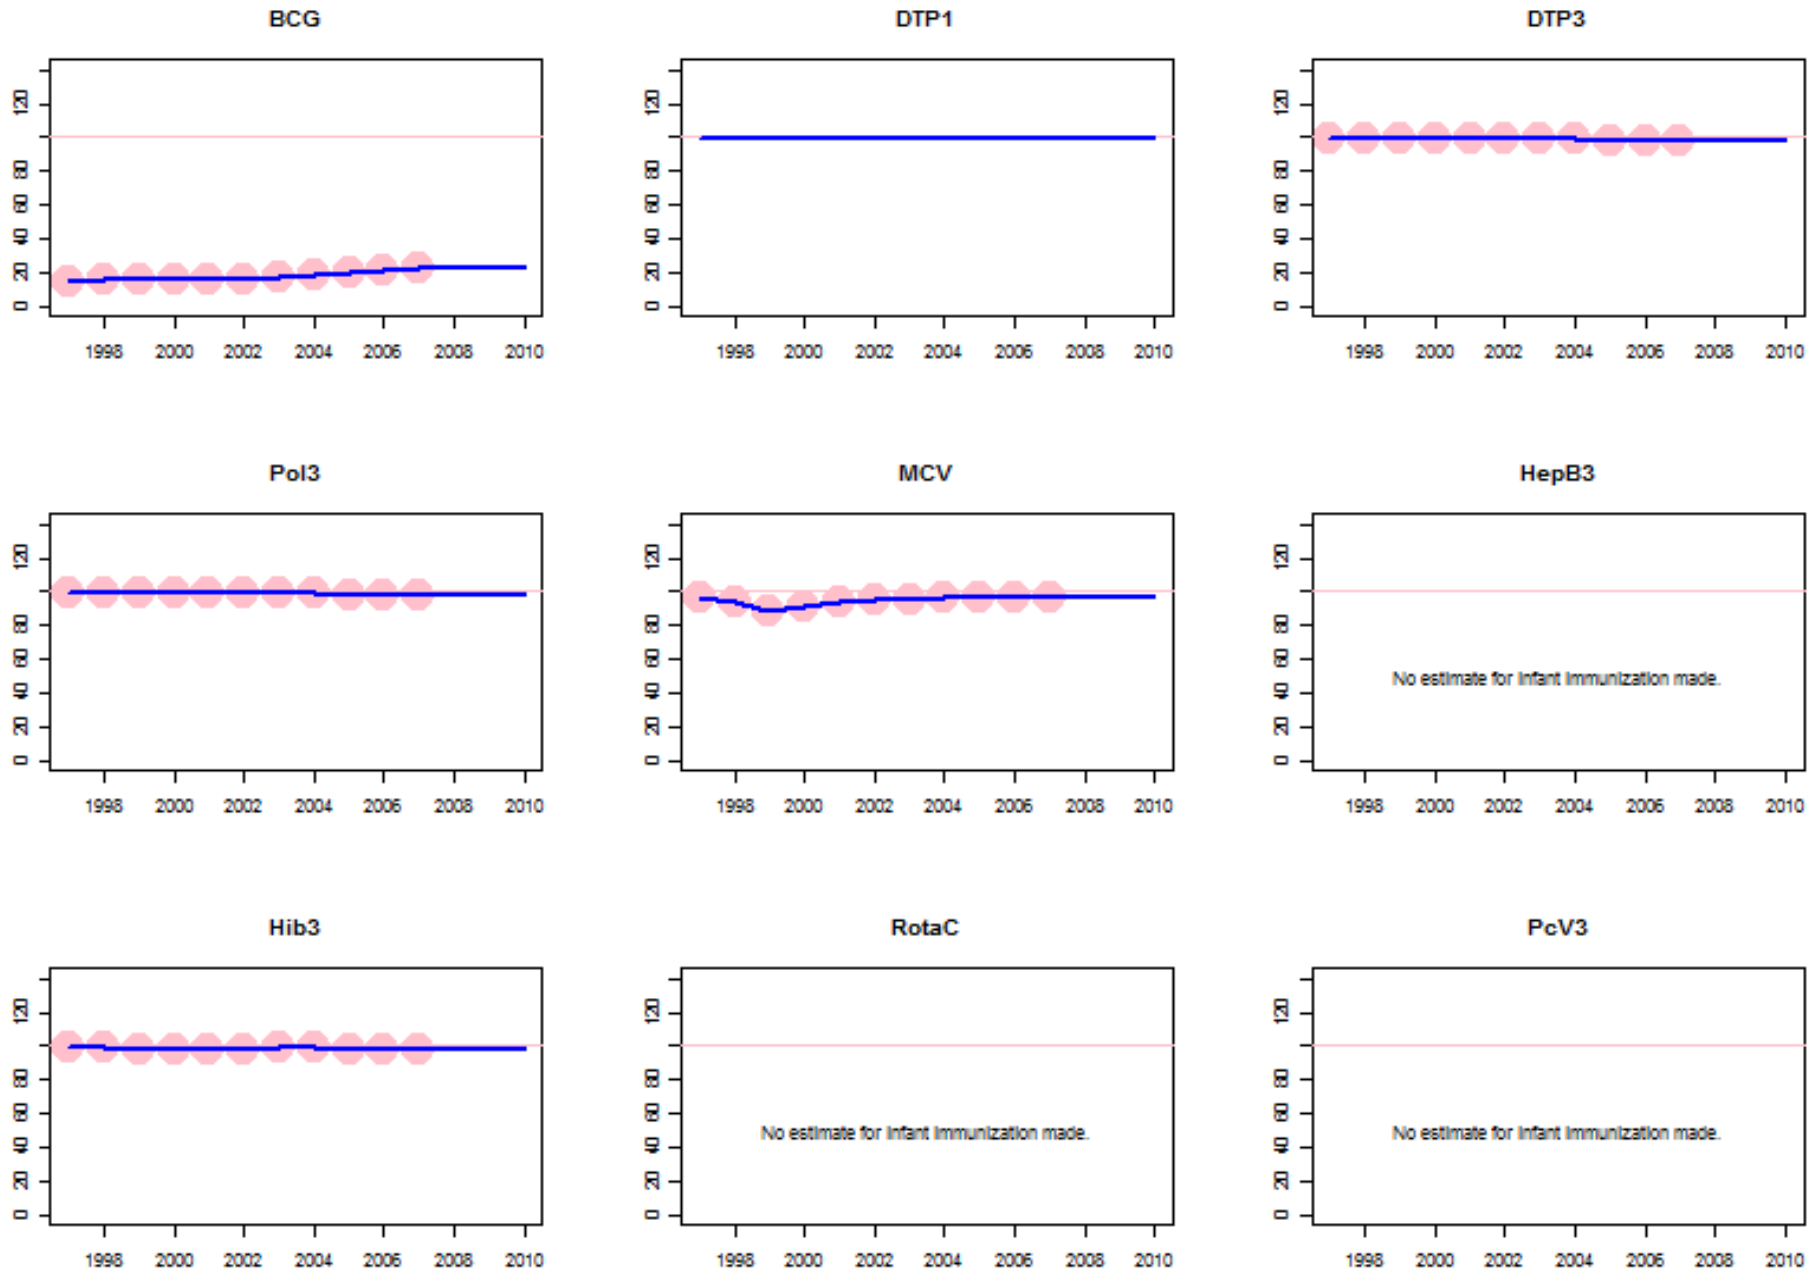 BCG
DTP1
DTP3
0 20 40 60 80 120
0 20 40 60 80 120
0 20 40 60 80 120
1998 2000 2002 2004 2006 2008 2010
1998 2000 2002 2004 2006 2008 2010
1998 2000 2002 2004 2006 2008 2010
Pol3
MCV
HepB3
0 20 40 60 80 120
0 20 40 60 80 120
0 20 40 60 80 120
No estimate for infant immunization made.
1998 2000 2002 2004 2006 2008 2010
1998 2000 2002 2004 2006 2008 2010
1998 2000 2002 2004 2006 2008 2010
Hib3
RotaC
PcV3
0 20 40 60 80 120
0 20 40 60 80 120
No estimate for infant immunization made.
0 20 40 60 80 120
No estimate for infant immunization made.
1998 2000 2002 2004 2006 2008 2010
1998 2000 2002 2004 2006 2008 2010
1998 2000 2002 2004 2006 2008 2010